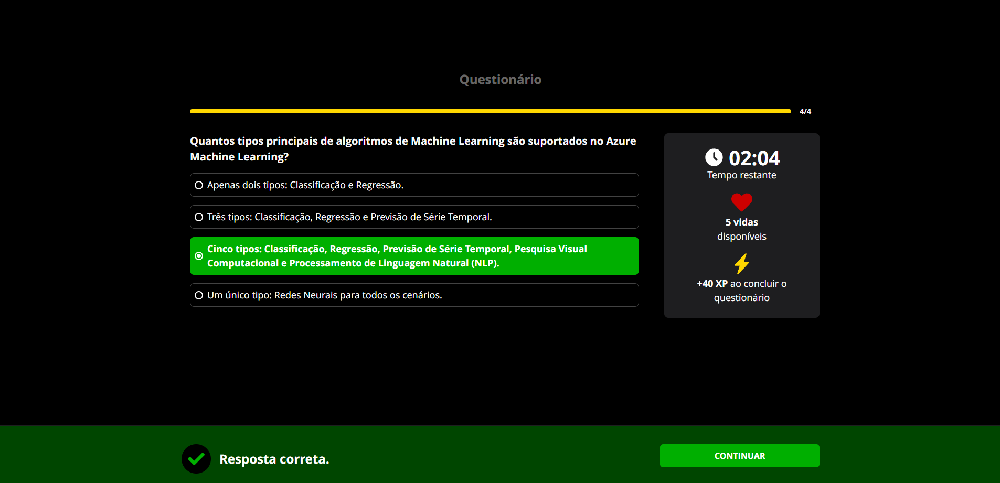 Questionário
4/4
Quantos tipos principais de algoritmos de Machine Learning são suportados no Azure
Machine Learning?
Apenas dois tipos: Classificação e Regressão.
Três tipos: Classificação, Regressão e Previsão de Série Temporal.
Cinco tipos: Classificação, Regressão, Previsão de Série Temporal, Pesquisa Visual
Computacional e Processamento de Linguagem Natural (NLP).
Um único tipo: Redes Neurais para todos os cenários.
02:04
Tempo restante
5 vidas
disponíveis
+40 XP ao concluir o
questionário
Resposta correta.
CONTINUAR